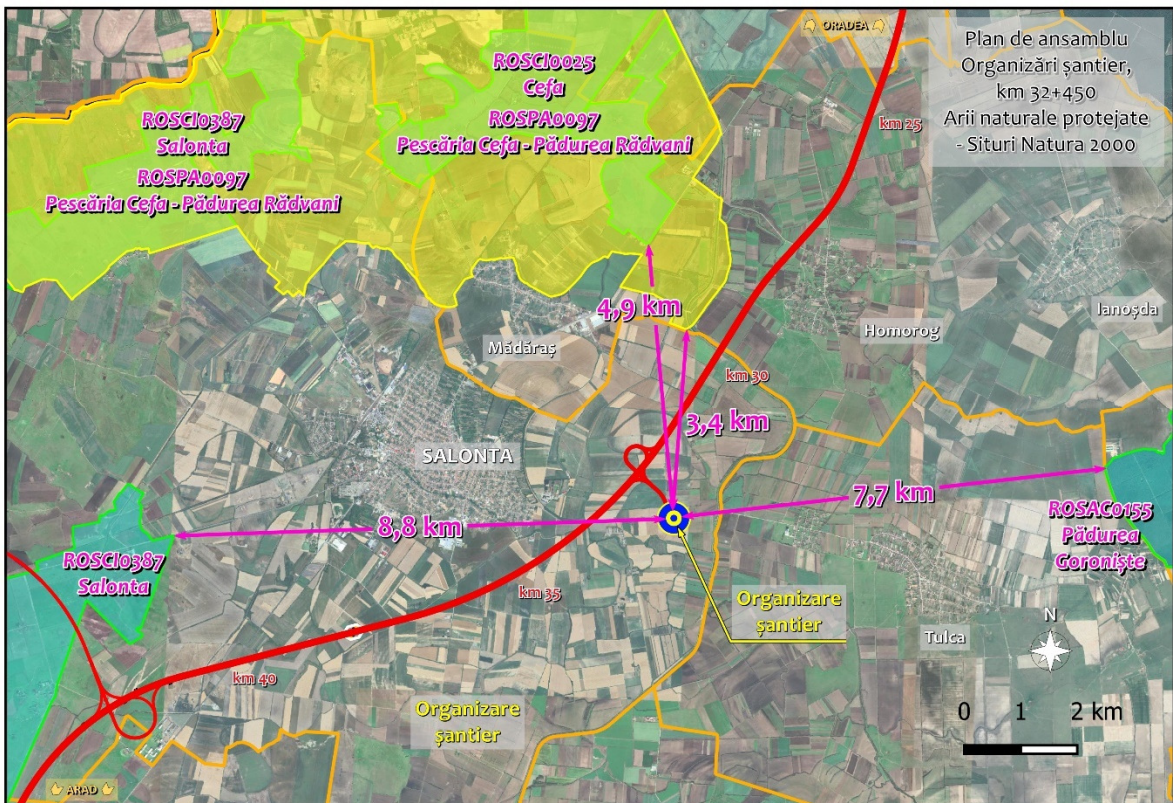 ORADEA
Plan de ansamblu
Organizări șantier,
km 32+450
Arii naturale protejate
- Situri Natura 2000
ROSCI0025
Cefa
ROSPA0097
Pescăria Cefa - Pădurea Rădvani
ROSCI0387
Salonta
ROSPA0097
Pescăria Cefa - Pădurea Rădvani
km 25
4,9 km
Ianoșda
Homorog
Mădăraș
km 30
3,4 km
SALONTA
7,7 km
8,8 km
ROSAC0155
Pădurea
Goroniște
ROSCI0387
Salonta
km 35
Organizare
șantier
Tulca
N
km 40
Organizare
șantier
0 1 2 km
ARAD